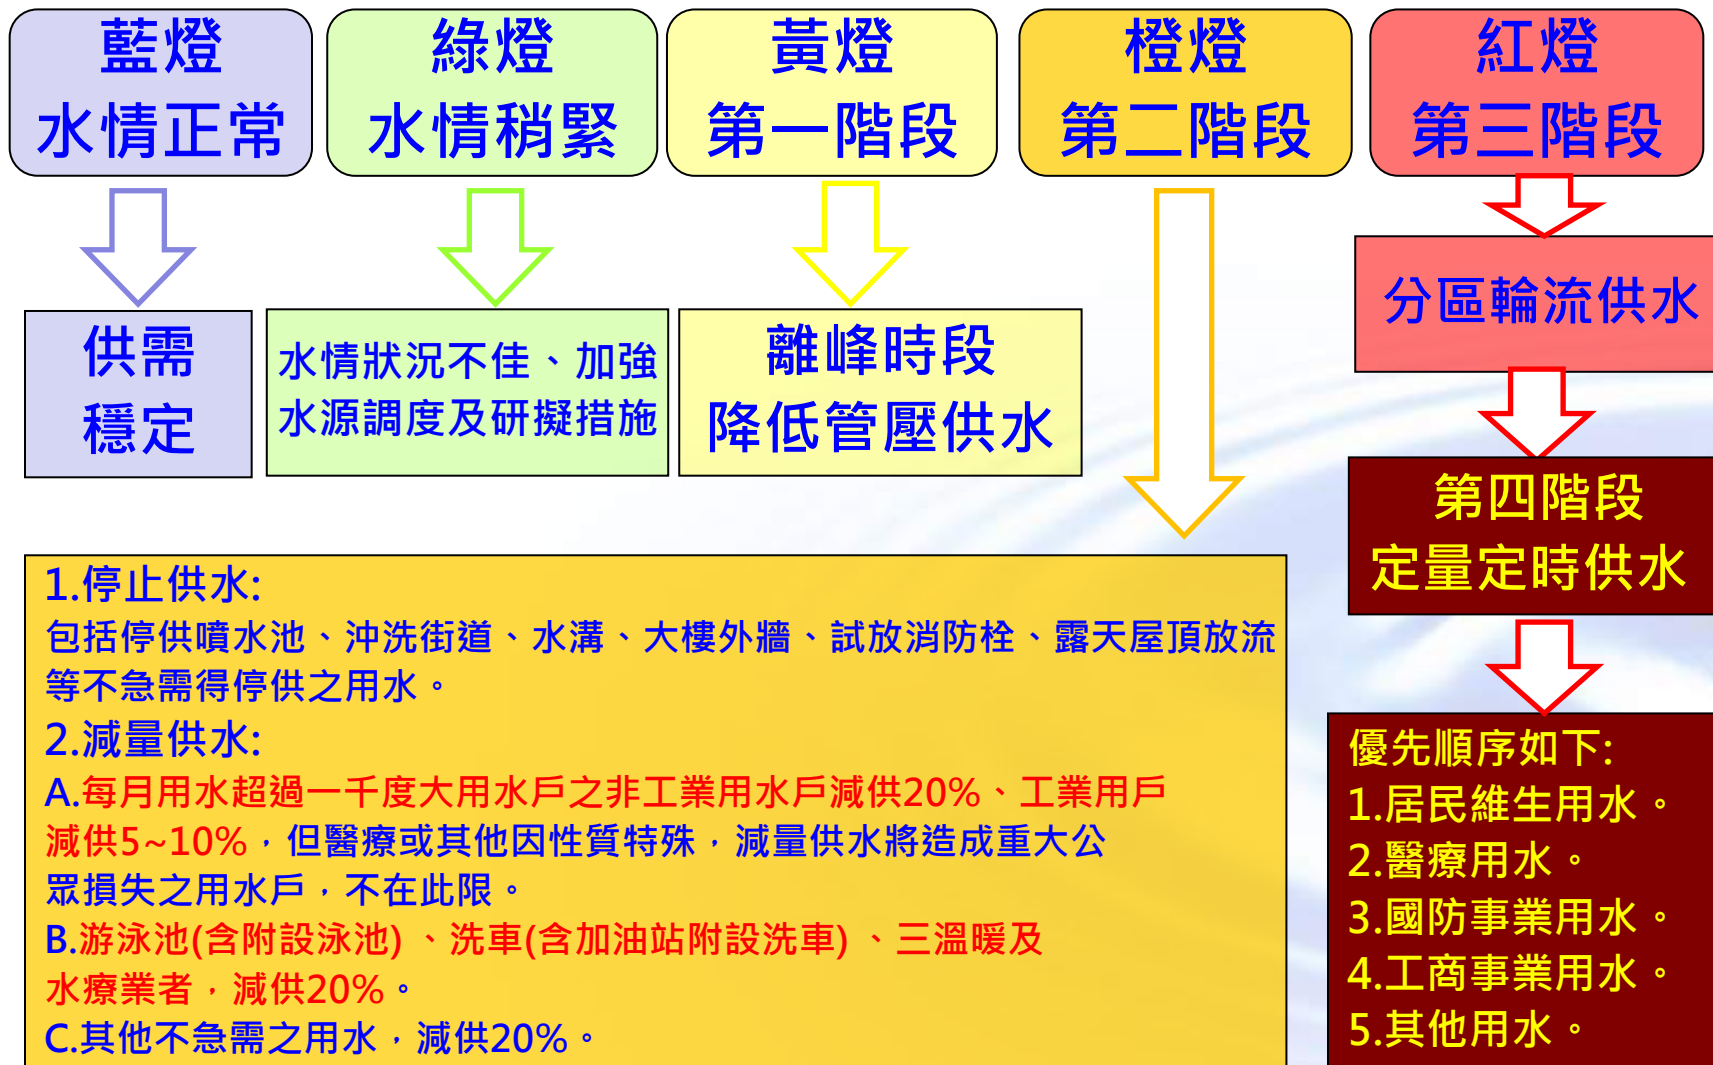 藍燈
水情正常
綠燈
水情稍緊
黃燈
第一階段
橙燈
第二階段
紅燈
第三階段
供需
穩定
水情狀況不佳、加強
水源調度及研擬措施
離峰時段
降低管壓供水
分區輪流供水
第四階段
定量定時供水
1.停止供水:
包括停供噴水池、沖洗街道、水溝、大樓外牆、試放消防栓、露天屋頂放流
等不急需得停供之用水。
2.減量供水:
A.每月用水超過一千度大用水戶之非工業用水戶減供20%、工業用戶
減供5~10%，但醫療或其他因性質特殊，減量供水將造成重大公
眾損失之用水戶，不在此限。
B.游泳池(含附設泳池) 、洗車(含加油站附設洗車) 、三溫暖及
水療業者，減供20%。
C.其他不急需之用水，減供20%。
優先順序如下:
1.居民維生用水。
2.醫療用水。
3.國防事業用水。
4.工商事業用水。
5.其他用水。